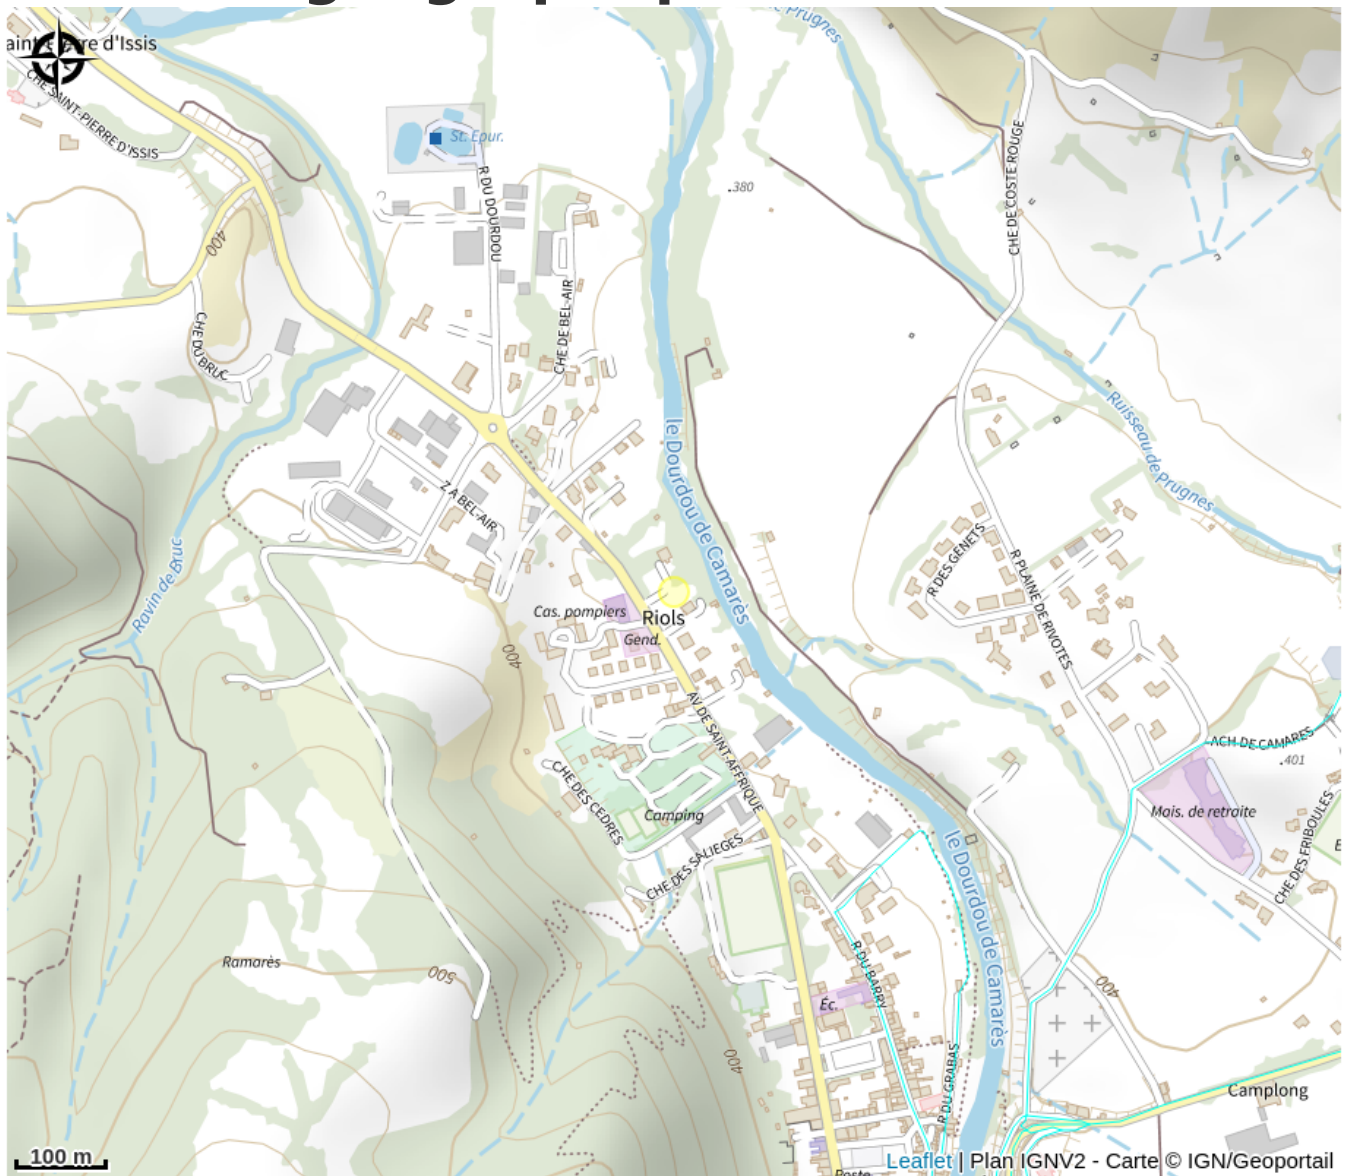 aint-Pierre d'Issis
CHE SAINT-PIERRE D'ISSIS
St. Epur.
R DU DOURDOU
e Prugnes
.380
CHE DE COSTE ROUGE
400
CHE DU BRUC
CHE DE BEL-AIR
le Dourdou de Camarès
Ruisseau de Prugnes
Z A BEL-AIR
Ravin de Bruc
R DES GENETS
R PLAINE DE RIVOTES
Cas. pompiers
Riols
Gend.
400
AV DE SAINT-AFFRIQUE
ACH DE CAMARES
.401
CHE DES CEDRES
Camping
Mais. de retraite
CHE DES FRIBOULES
CHE DES SALIEGES
le Dourdou de Camarès
R DU BARRY
Ramarès
500
400
Éc.
400
R DU GRABAS
Camplong
100 m
Poste
Leaflet | Plan IGNV2 - Carte © IGN/Geoportail